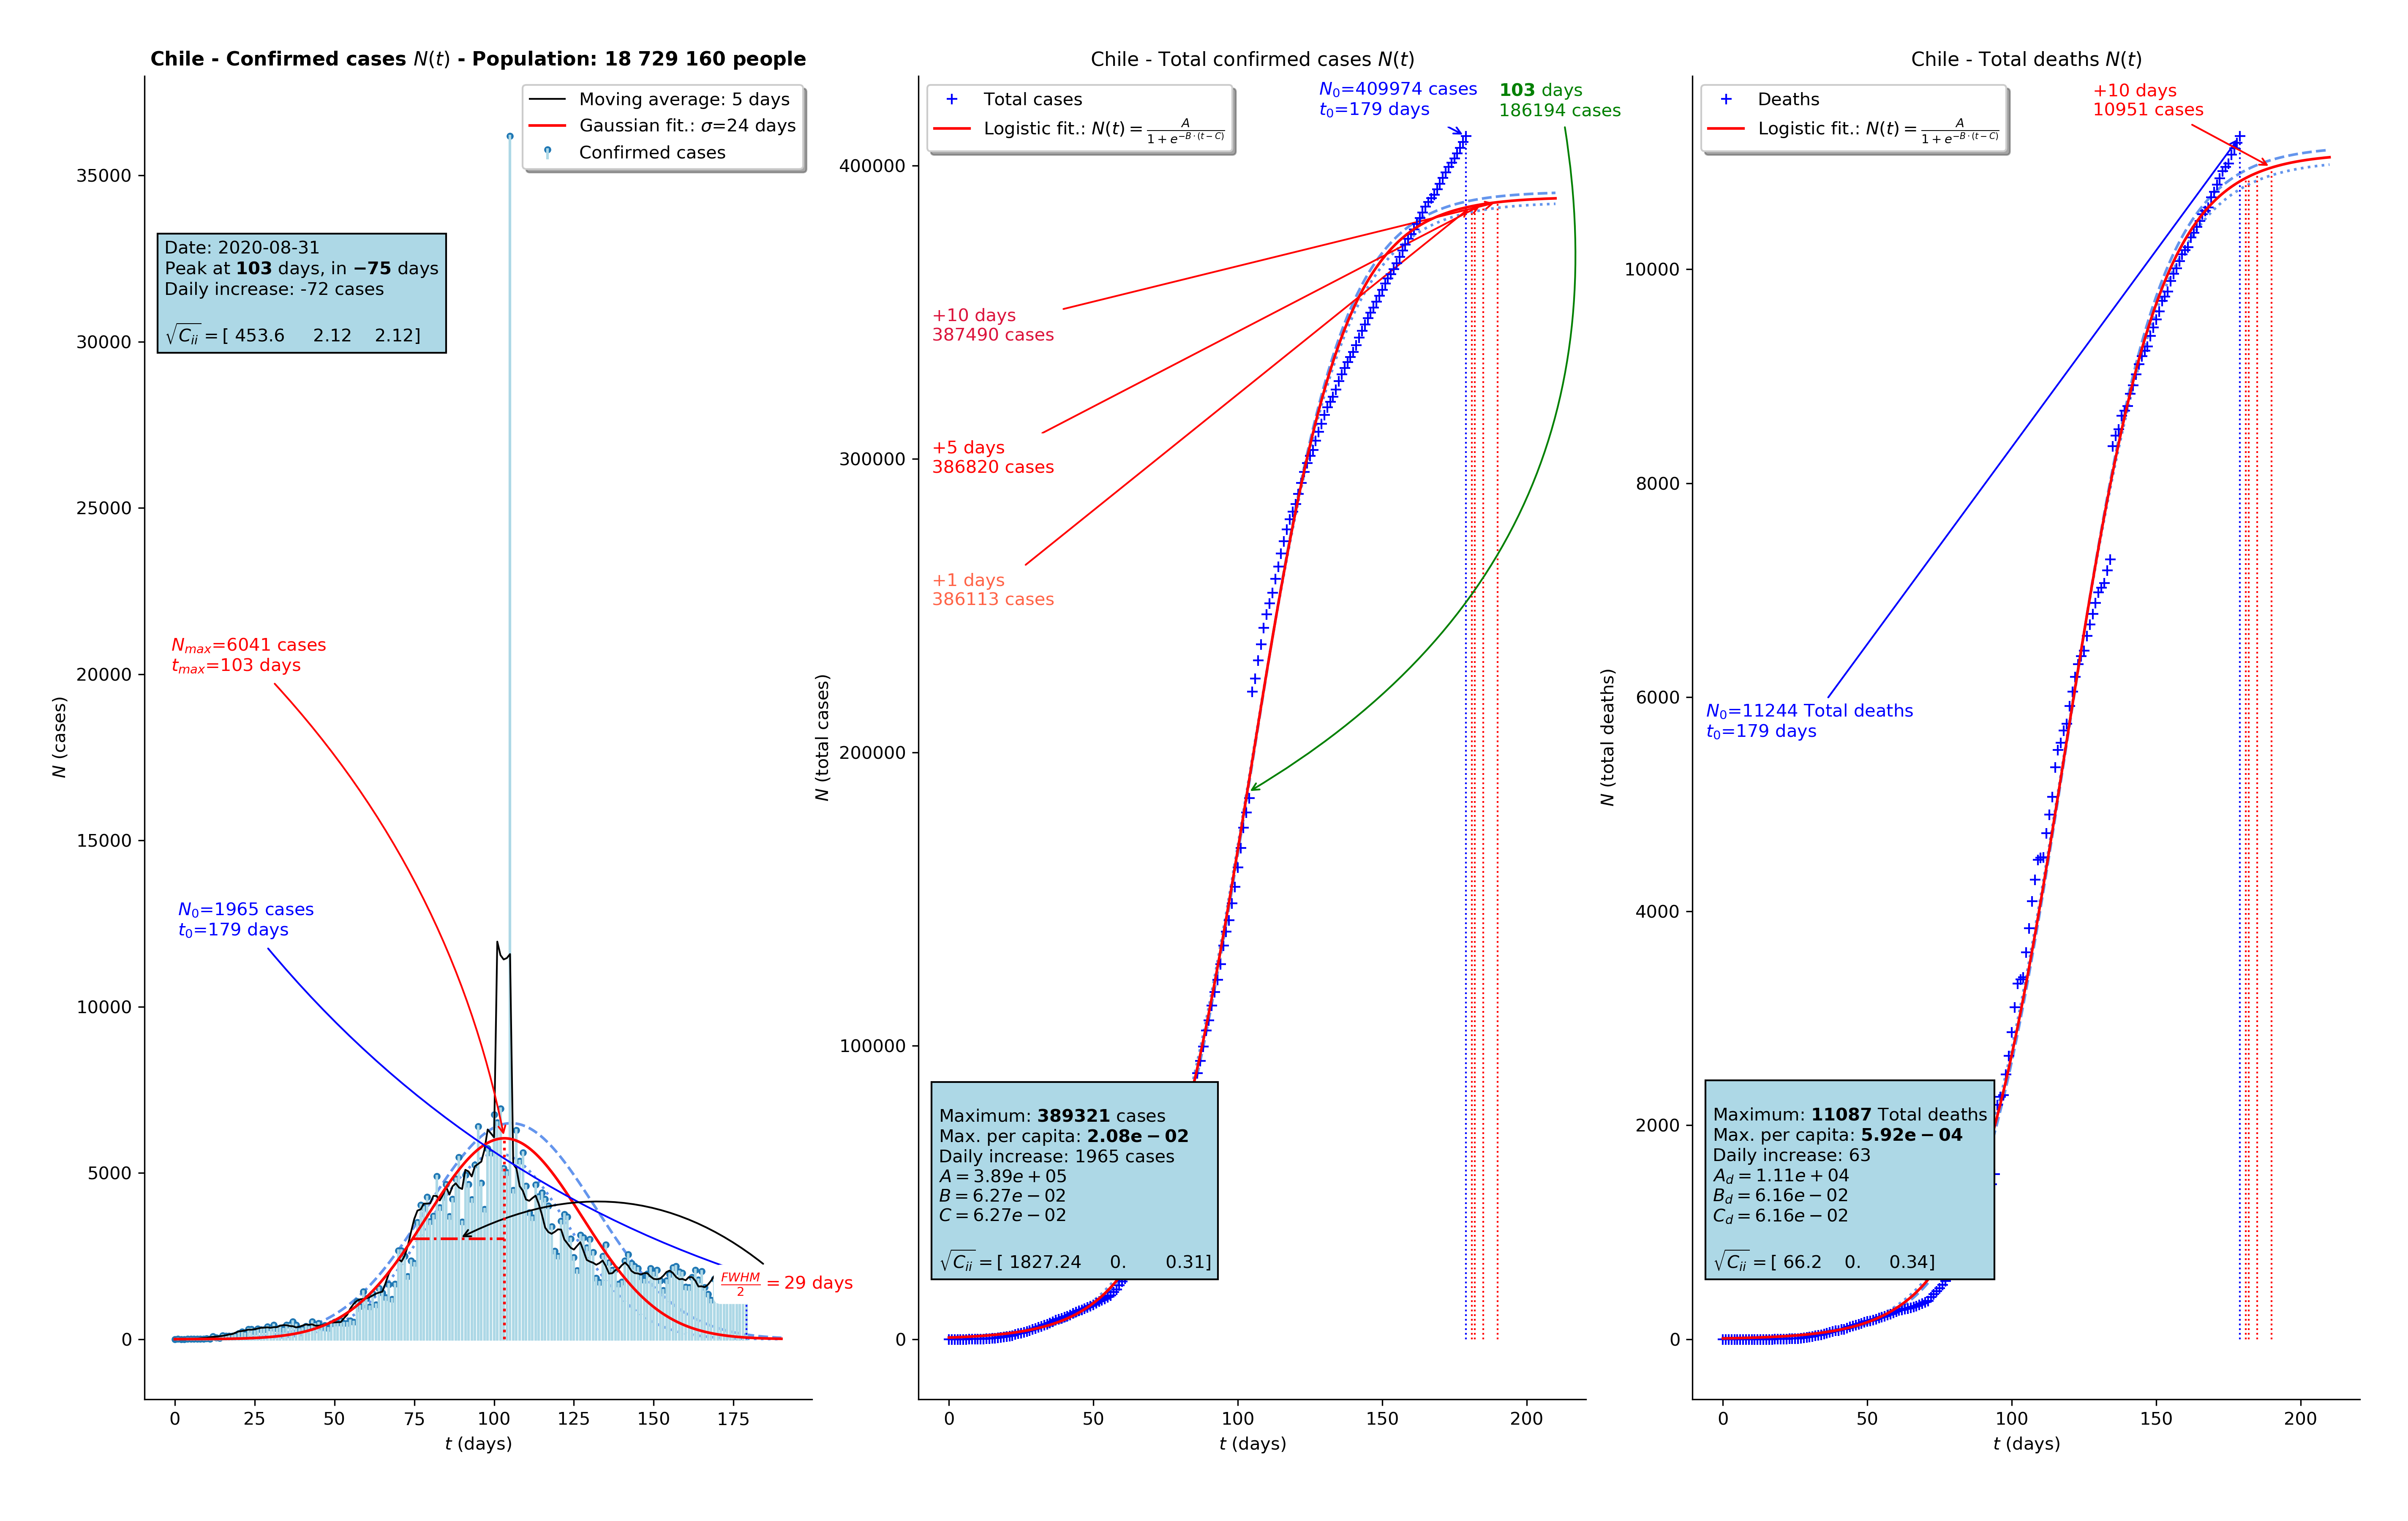 Chile - Confirmed cases N(t) - Population: 18 729 160 people
Moving average: 5 days
Gaussian fit.: σ=24 days
Confirmed cases
Date: 2020-08-31
Peak at 103 days, in −75 days
Daily increase: -72 cases
√C_ii = [ 453.6 2.12 2.12]
N_max=6041 cases
t_max=103 days
N_0=1965 cases
t_0=179 days
FWHM/2 = 29 days
N (cases)
35000
30000
25000
20000
15000
10000
5000
0
0 25 50 75 100 125 150 175
t (days)
Chile - Total confirmed cases N(t)
Total cases
Logistic fit.: N(t) = A/(1 + e^{−B·(t−C)})
N_0=409974 cases
t_0=179 days
103 days
186194 cases
+10 days
387490 cases
+5 days
386820 cases
+1 days
386113 cases
Maximum: 389321 cases
Max. per capita: 2.08e − 02
Daily increase: 1965 cases
A = 3.89e + 05
B = 6.27e − 02
C = 6.27e − 02
√C_ii = [ 1827.24 0. 0.31]
N (total cases)
400000
300000
200000
100000
0
0 50 100 150 200
t (days)
Chile - Total deaths N(t)
Deaths
Logistic fit.: N(t) = A/(1 + e^{−B·(t−C)})
+10 days
10951 cases
N_0=11244 Total deaths
t_0=179 days
Maximum: 11087 Total deaths
Max. per capita: 5.92e − 04
Daily increase: 63
A_d = 1.11e + 04
B_d = 6.16e − 02
C_d = 6.16e − 02
√C_ii = [ 66.2 0. 0.34]
N (total deaths)
10000
8000
6000
4000
2000
0
0 50 100 150 200
t (days)